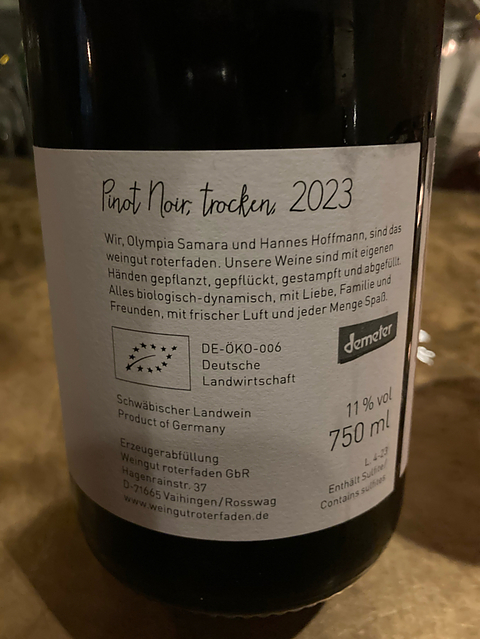 Pinot Noir, trocken, 2023
Wir, Olympia Samara und Hannes Hoffmann, sind das
weingut roterfaden. Unsere Weine sind mit eigenen
Händen gepflanzt, gepflückt, gestampft und abgefüllt.
Alles biologisch-dynamisch, mit Liebe, Familie und
Freunden, mit frischer Luft und jeder Menge Spaß.
demeter
DE-ÖKO-006
Deutsche
Landwirtschaft
Schwäbischer Landwein
Product of Germany
11 % vol
750 ml
Erzeugerabfüllung
Weingut roterfaden GbR
Hagenrainstr. 37
D-71665 Vaihingen/Rosswag
www.weingutroterfaden.de
L. 4-23
Enthält Sulfite/
Contains sulfites